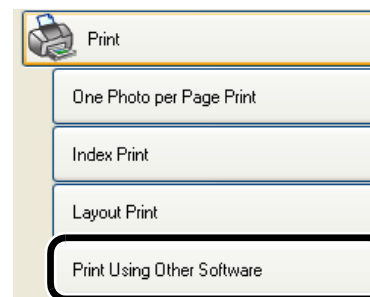 Print
One Photo per Page Print
Index Print
Layout Print
Print Using Other Software